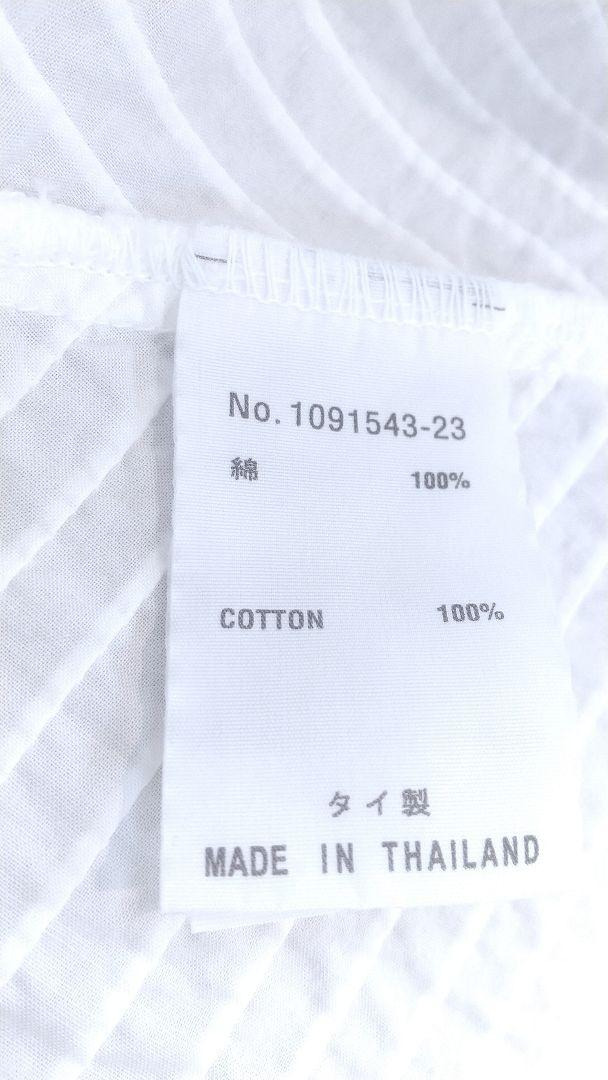 No. 1091543-23
綿 100%
COTTON 100%
タイ製
MADE IN THAILAND